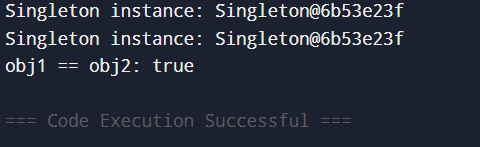 Singleton instance: Singleton@6b53e23f
Singleton instance: Singleton@6b53e23f
obj1 == obj2: true
=== Code Execution Successful ===